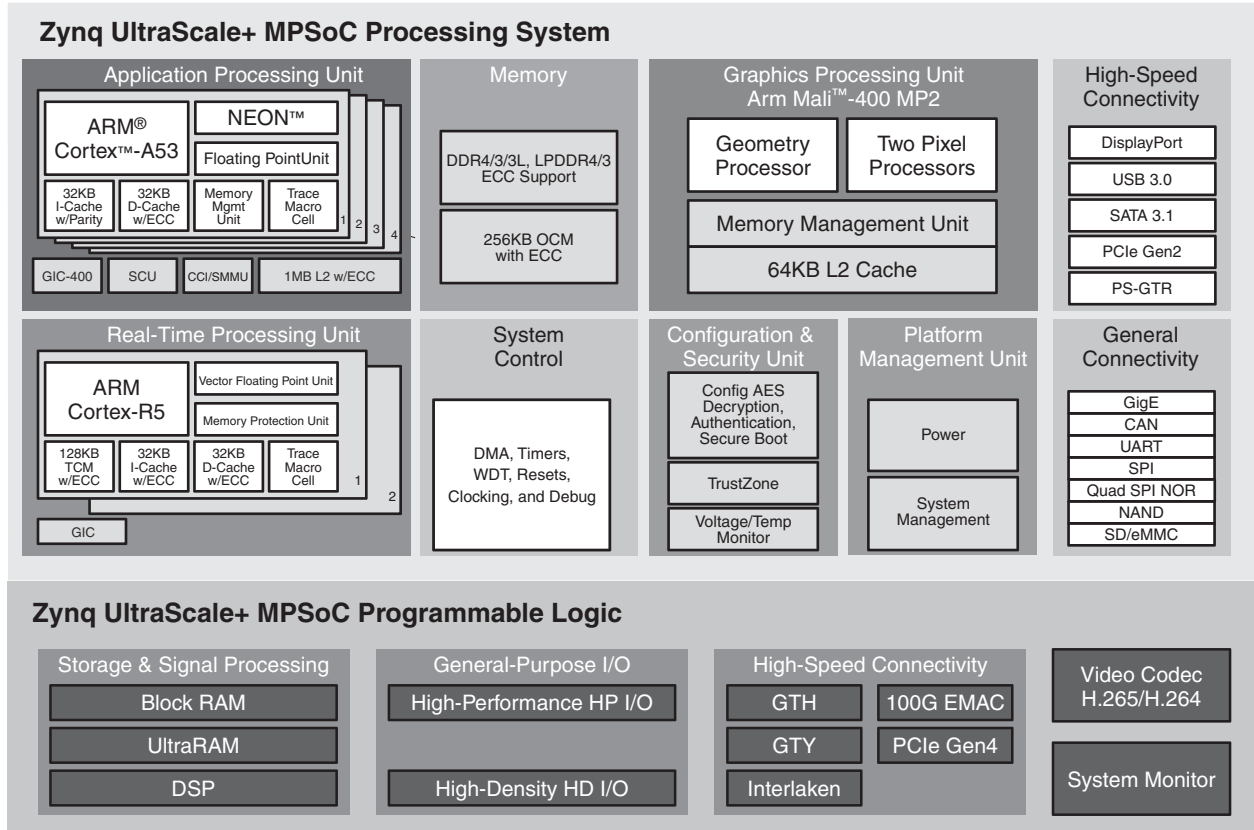 Zynq UltraScale+ MPSoC Processing System
Application Processing Unit
ARM®
Cortex™-A53
NEON™
Floating PointUnit
32KB
I-Cache
w/Parity
32KB
D-Cache
w/ECC
Memory
Mgmt
Unit
Trace
Macro
Cell
1
2
3
4
GIC-400
SCU
CCI/SMMU
1MB L2 w/ECC
Memory
DDR4/3/3L, LPDDR4/3
ECC Support
256KB OCM
with ECC
Graphics Processing Unit
Arm Mali™-400 MP2
Geometry
Processor
Two Pixel
Processors
Memory Management Unit
64KB L2 Cache
High-Speed
Connectivity
DisplayPort
USB 3.0
SATA 3.1
PCIe Gen2
PS-GTR
Real-Time Processing Unit
ARM
Cortex-R5
Vector Floating Point Unit
Memory Protection Unit
128KB
TCM
w/ECC
32KB
I-Cache
w/ECC
32KB
D-Cache
w/ECC
Trace
Macro
Cell
1
2
GIC
System
Control
DMA, Timers,
WDT, Resets,
Clocking, and Debug
Configuration &
Security Unit
Config AES
Decryption,
Authentication,
Secure Boot
TrustZone
Voltage/Temp
Monitor
Platform
Management Unit
Power
System
Management
General
Connectivity
GigE
CAN
UART
SPI
Quad SPI NOR
NAND
SD/eMMC
Zynq UltraScale+ MPSoC Programmable Logic
Storage & Signal Processing
Block RAM
UltraRAM
DSP
General-Purpose I/O
High-Performance HP I/O
High-Density HD I/O
High-Speed Connectivity
GTH
100G EMAC
GTY
PCIe Gen4
Interlaken
Video Codec
H.265/H.264
System Monitor